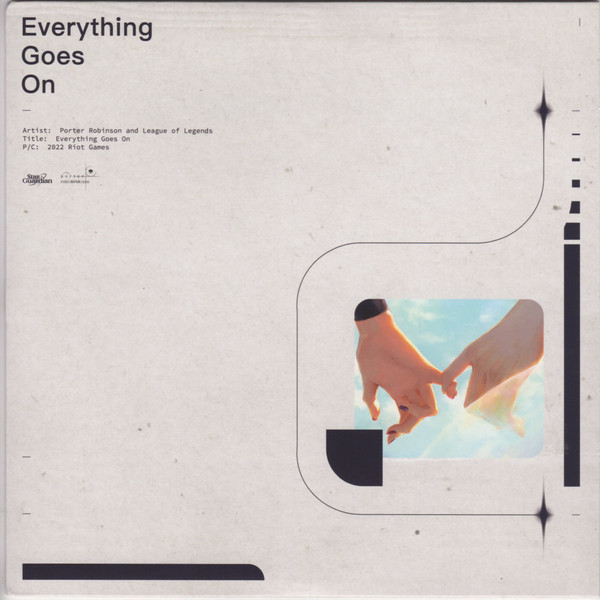 Everything
Goes
On
Artist:  Porter Robinson and League of Legends
Title:  Everything Goes On
P/C:  2022 Riot Games
Star
Guardian